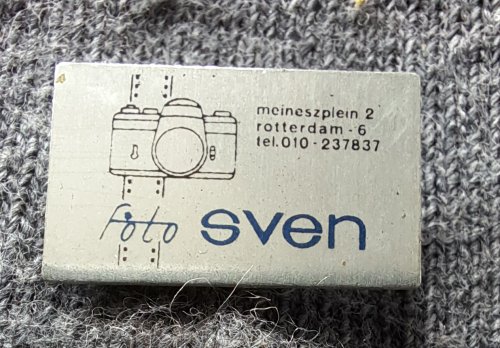 meineszplein 2
rotterdam-6
tel.010-237837
foto sven